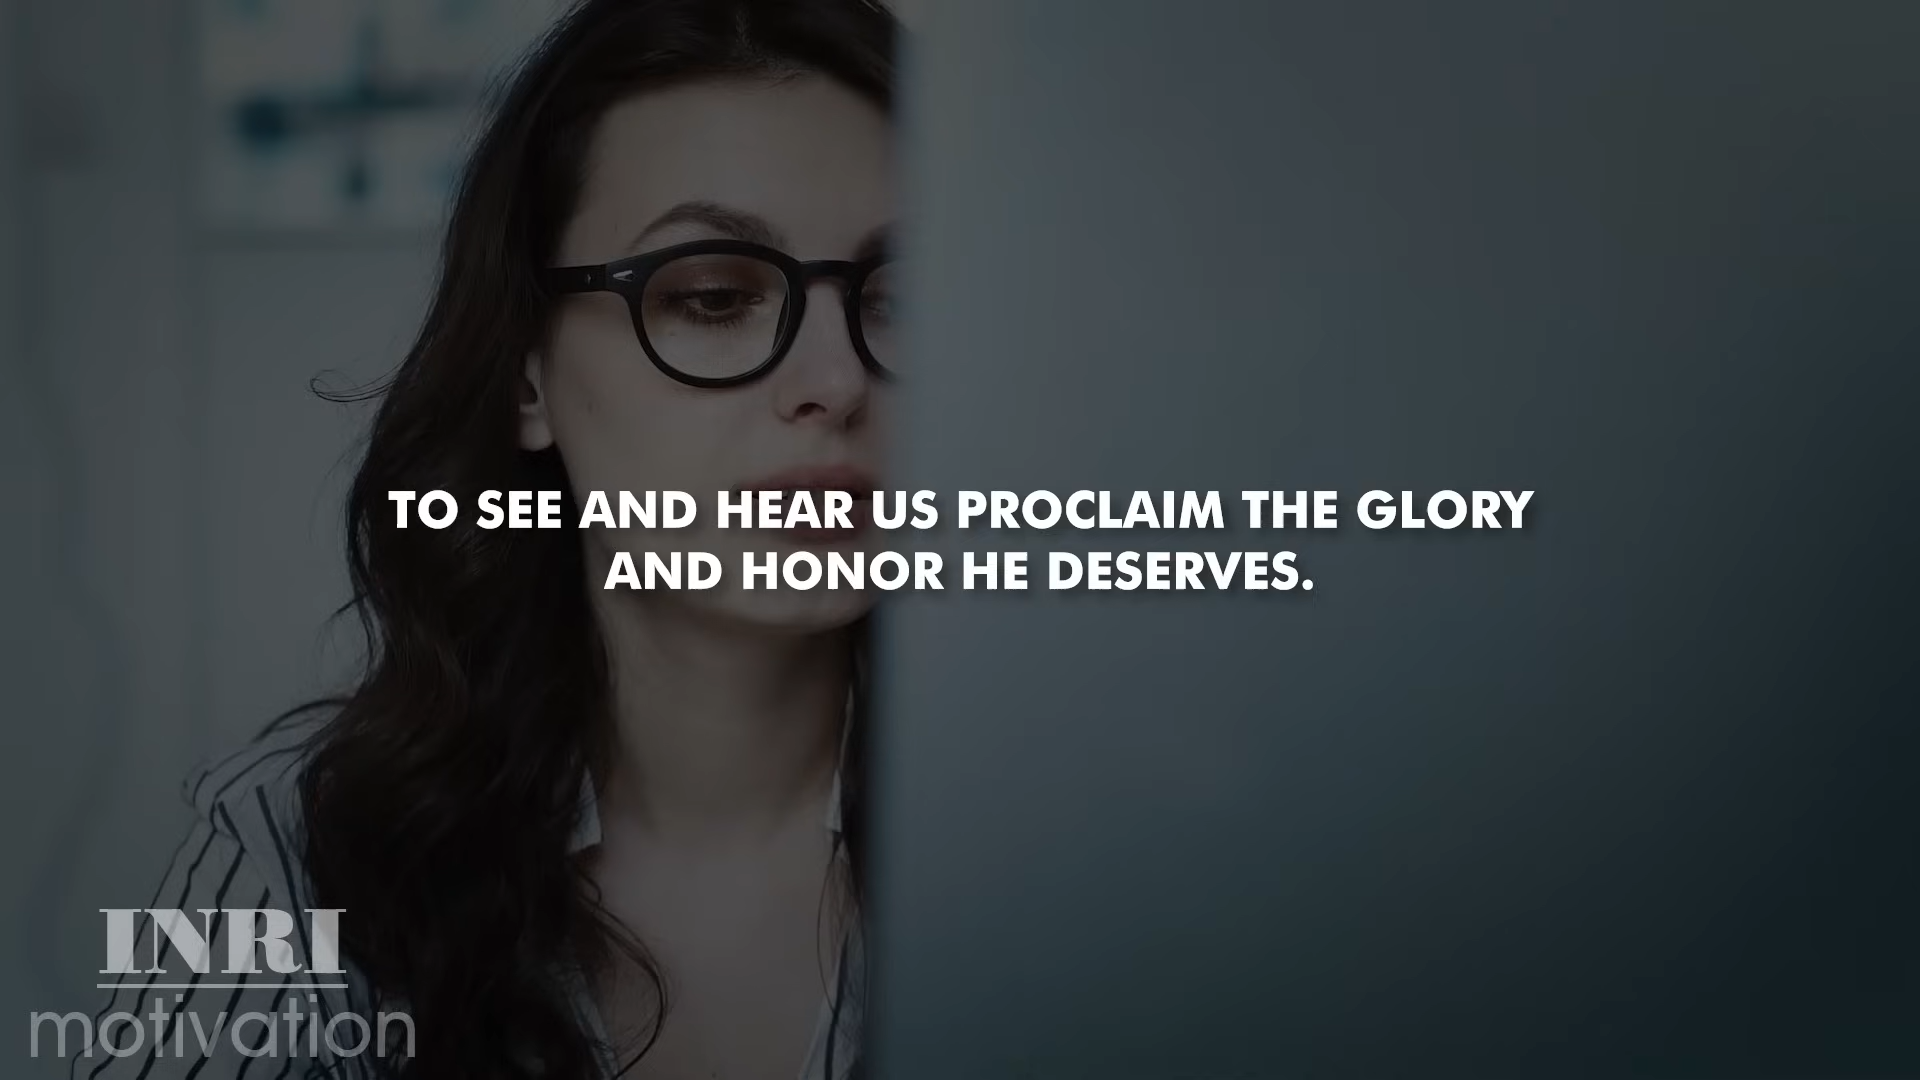 TO SEE AND HEAR US PROCLAIM THE GLORY
AND HONOR HE DESERVES.
INRI
motivation